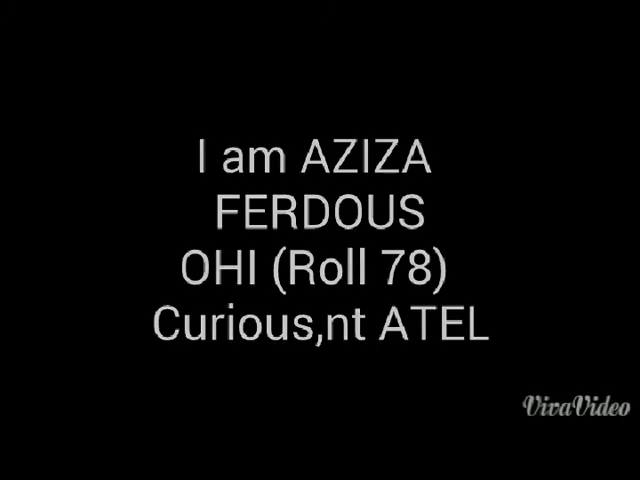 I am AZIZA
FERDOUS
OHI (Roll 78)
Curious,nt ATEL
VivaVideo